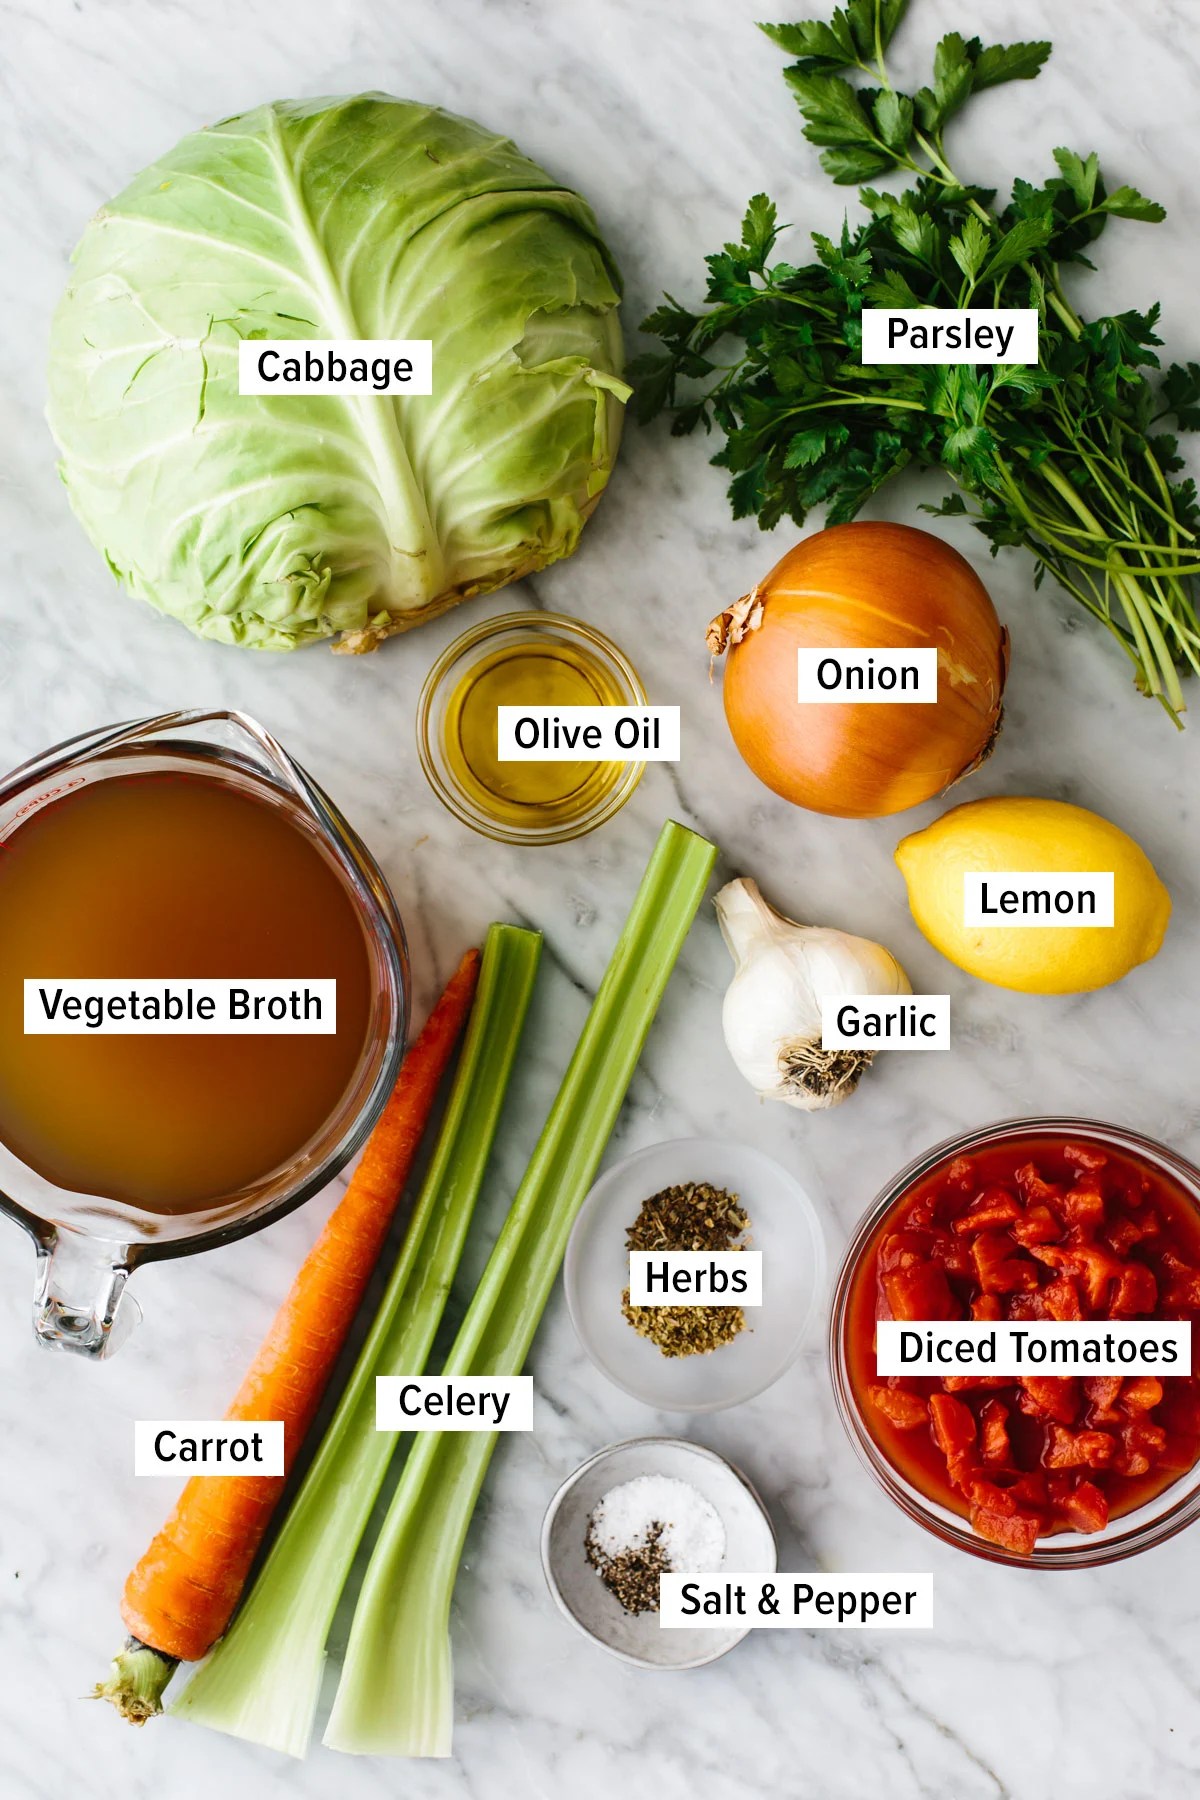 Parsley
Cabbage
Onion
Olive Oil
Lemon
Vegetable Broth
Garlic
Herbs
Diced Tomatoes
Celery
Carrot
Salt & Pepper